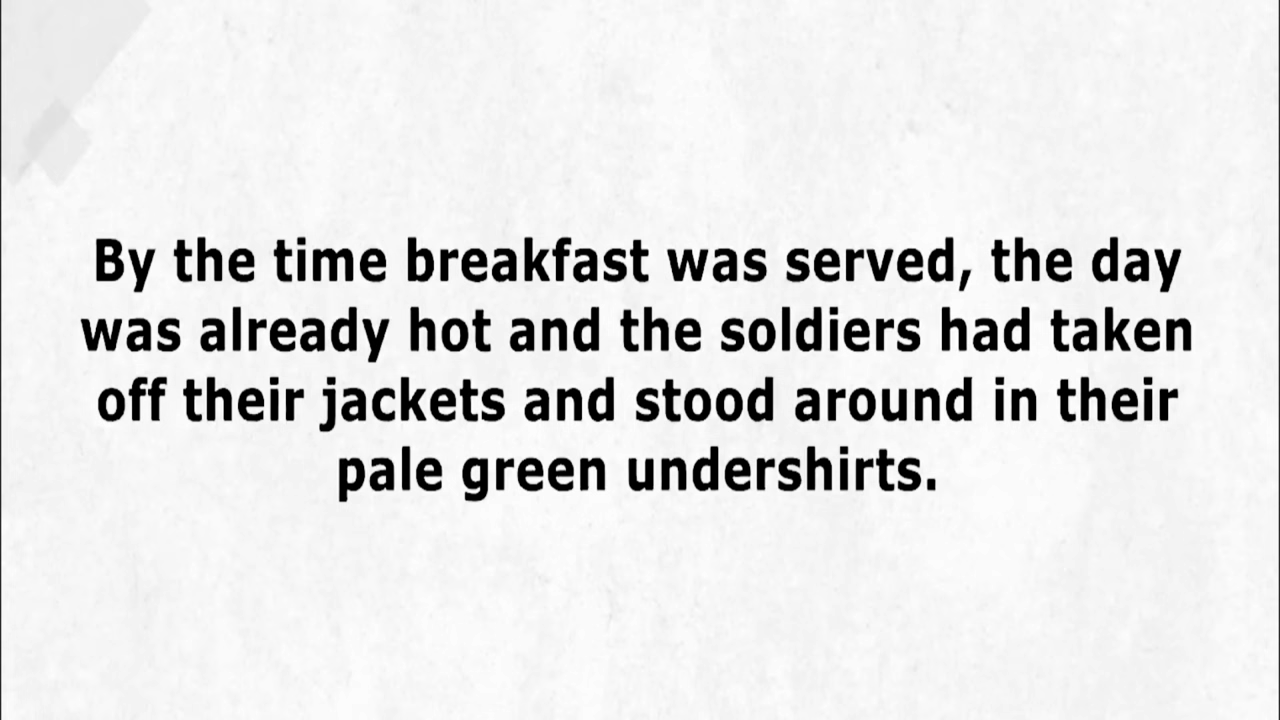 By the time breakfast was served, the day
was already hot and the soldiers had taken
off their jackets and stood around in their
pale green undershirts.